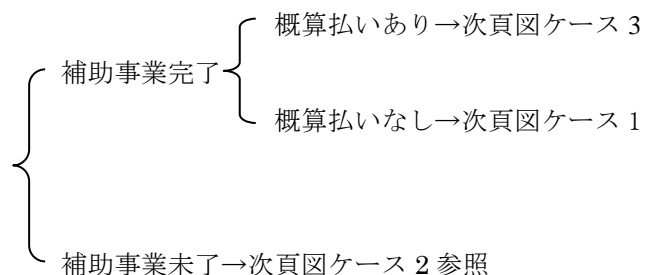 概算払いあり→次頁図ケース 3
補助事業完了
概算払いなし→次頁図ケース 1
補助事業未了→次頁図ケース 2 参照